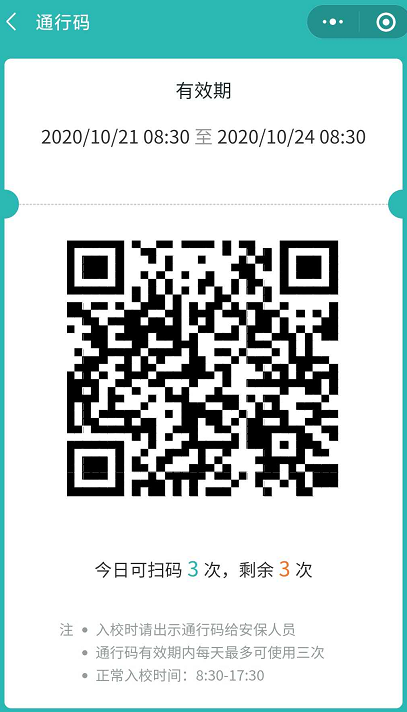 通行码
有效期
2020/10/21 08:30 至 2020/10/24 08:30
今日可扫码 3 次，剩余 3 次
注 • 入校时请出示通行码给安保人员
• 通行码有效期内每天最多可使用三次
• 正常入校时间：8:30-17:30